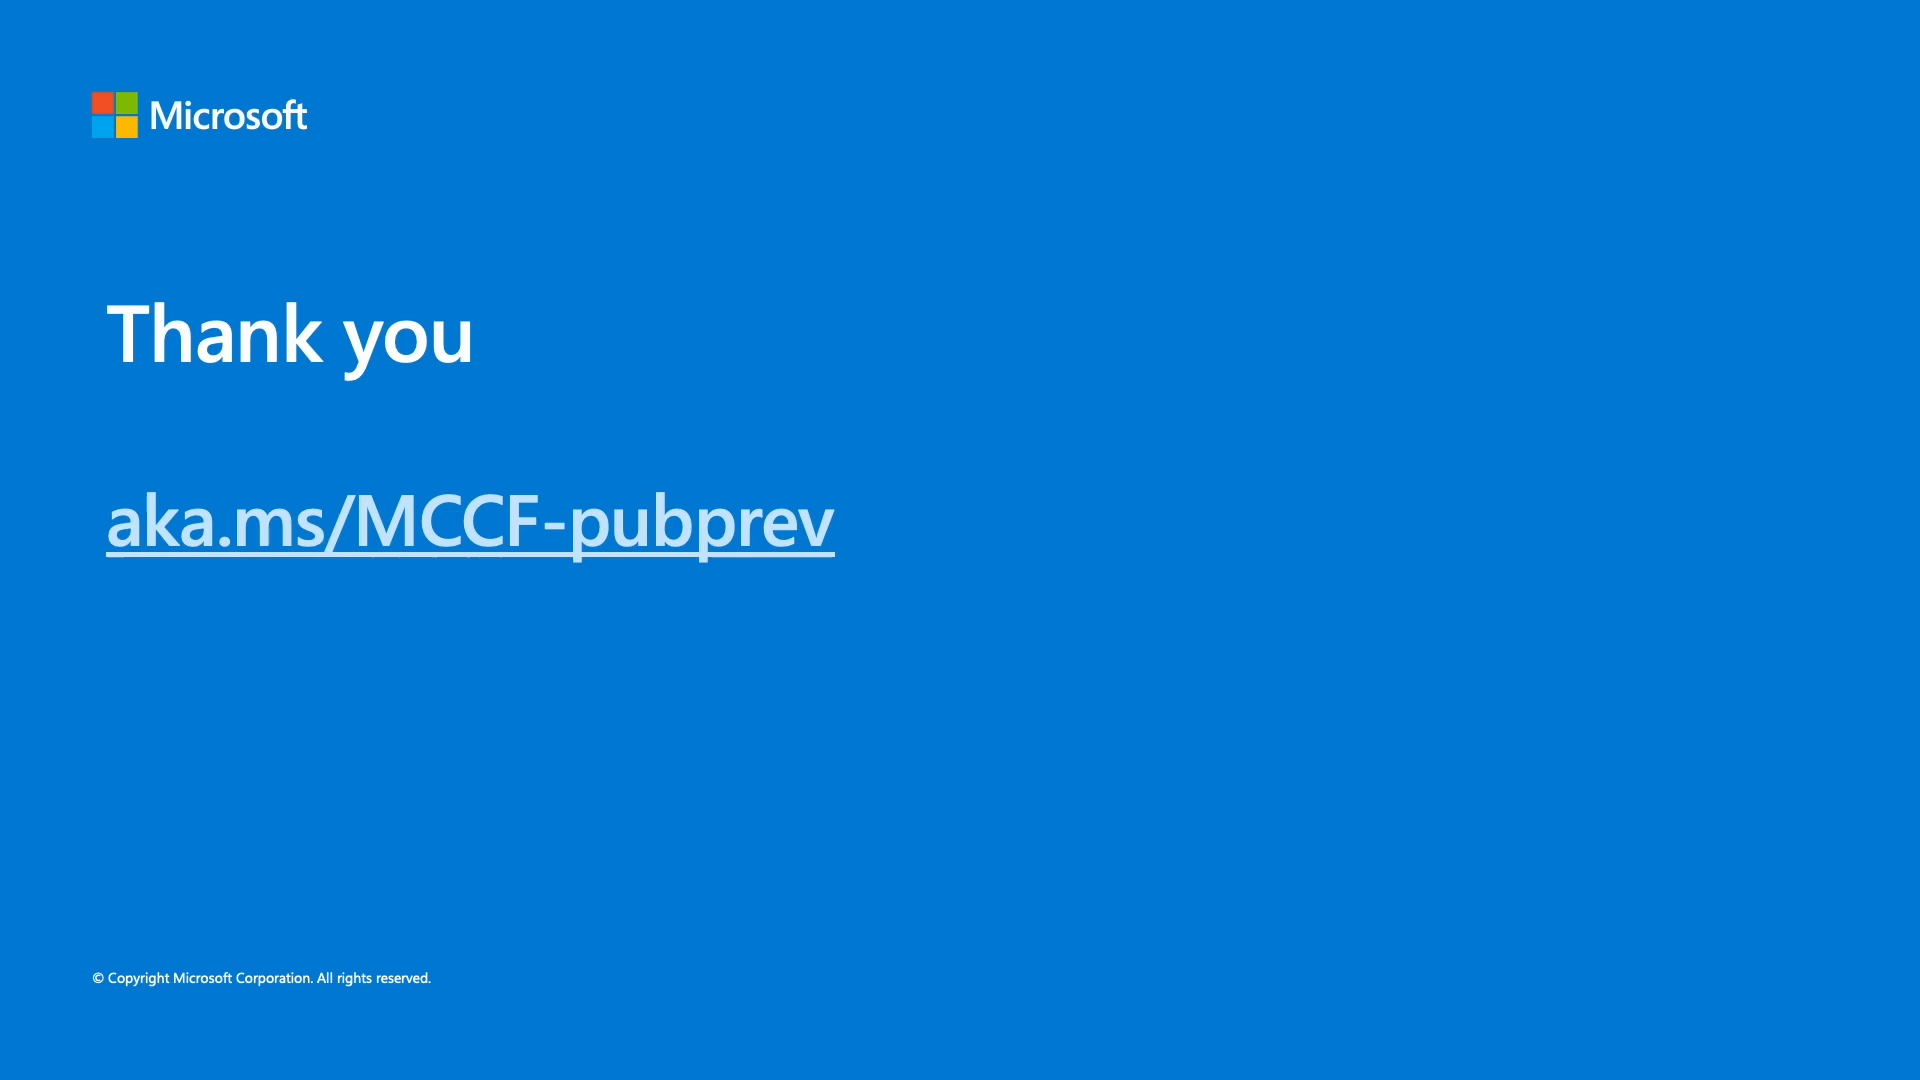 Microsoft
Thank you
aka.ms/MCCF-pubprev
© Copyright Microsoft Corporation. All rights reserved.